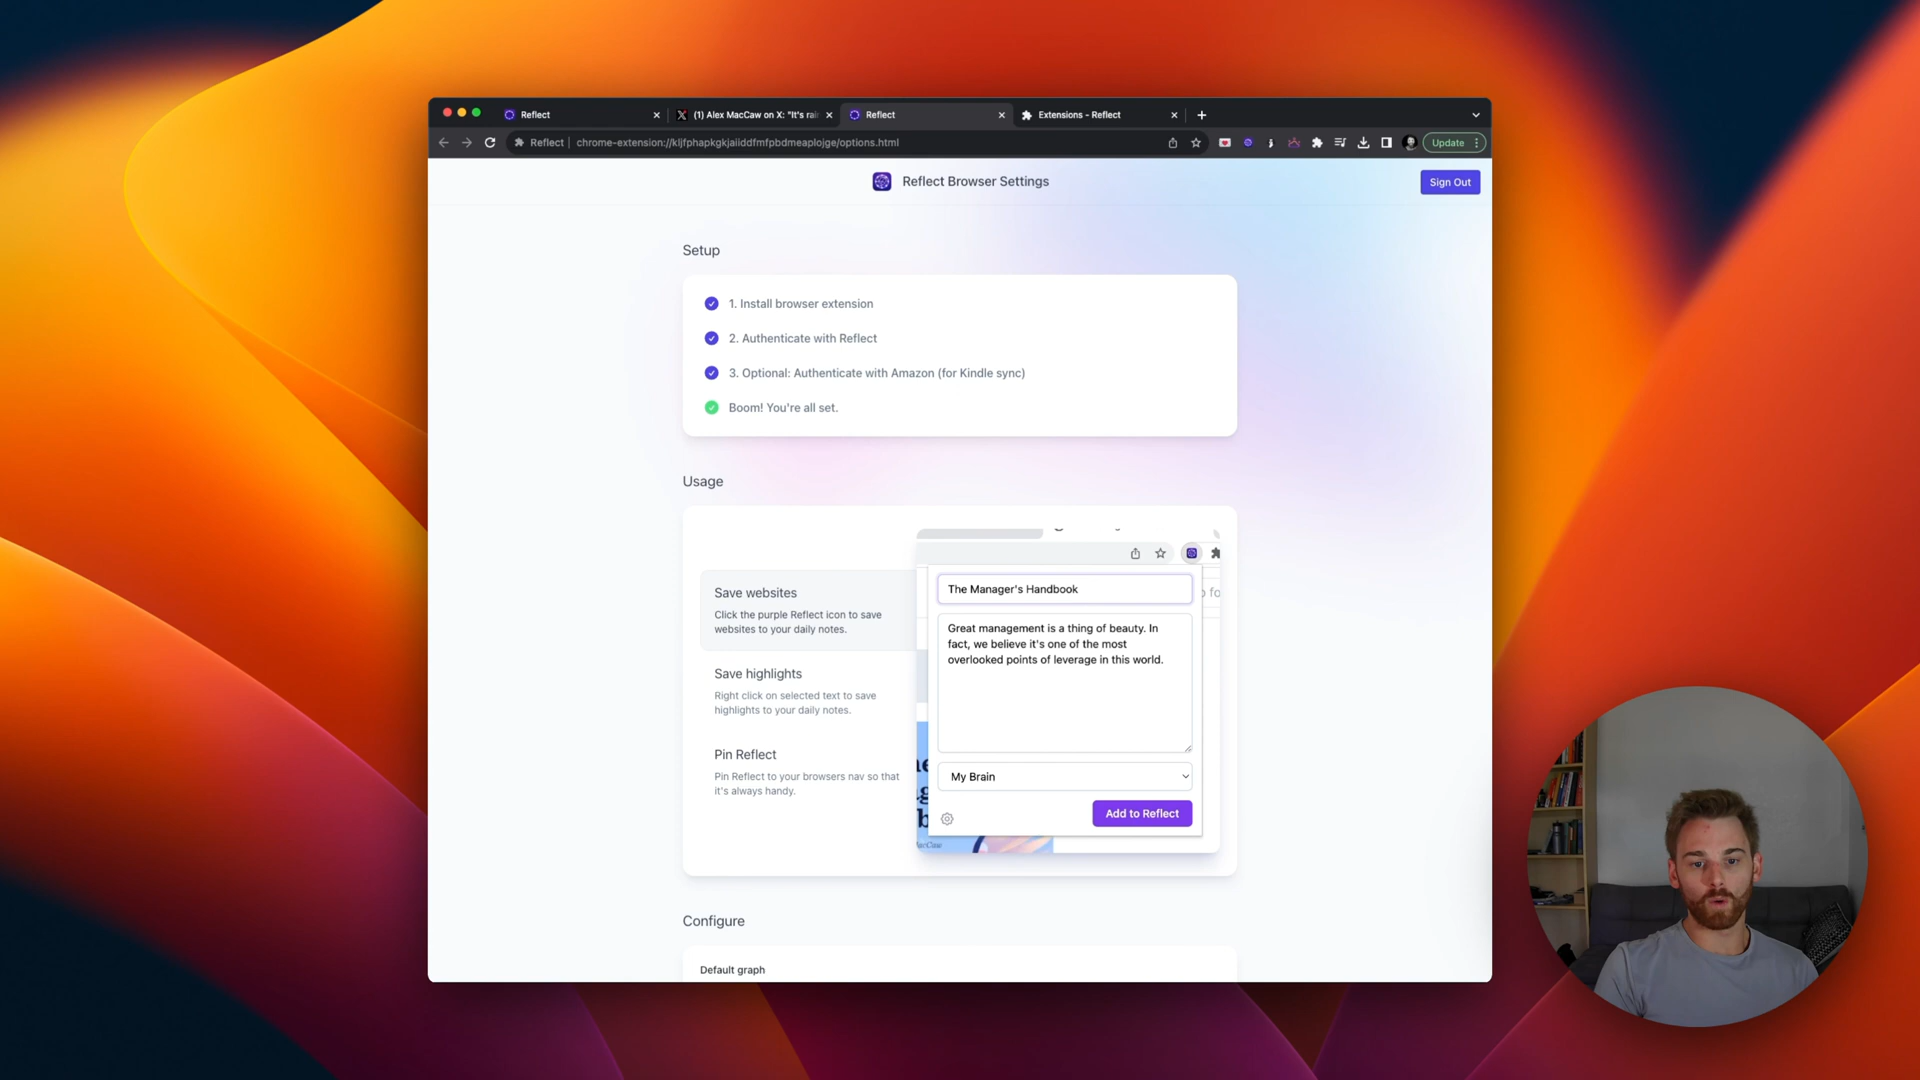 Reflect
(1) Alex MacCaw on X: "It's rai
Reflect
Extensions - Reflect
Reflect
chrome-extension://kljfphapkgkjaiiddfmfpbdmeaplojge/options.html
Update
Reflect Browser Settings
Sign Out
Setup
1. Install browser extension
2. Authenticate with Reflect
3. Optional: Authenticate with Amazon (for Kindle sync)
Boom! You're all set.
Usage
Save websites
Click the purple Reflect icon to save
websites to your daily notes.
Save highlights
Right click on selected text to save
highlights to your daily notes.
Pin Reflect
Pin Reflect to your browsers nav so that
it's always handy.
The Manager's Handbook
Great management is a thing of beauty. In
fact, we believe it's one of the most
overlooked points of leverage in this world.
My Brain
Add to Reflect
Configure
Default graph